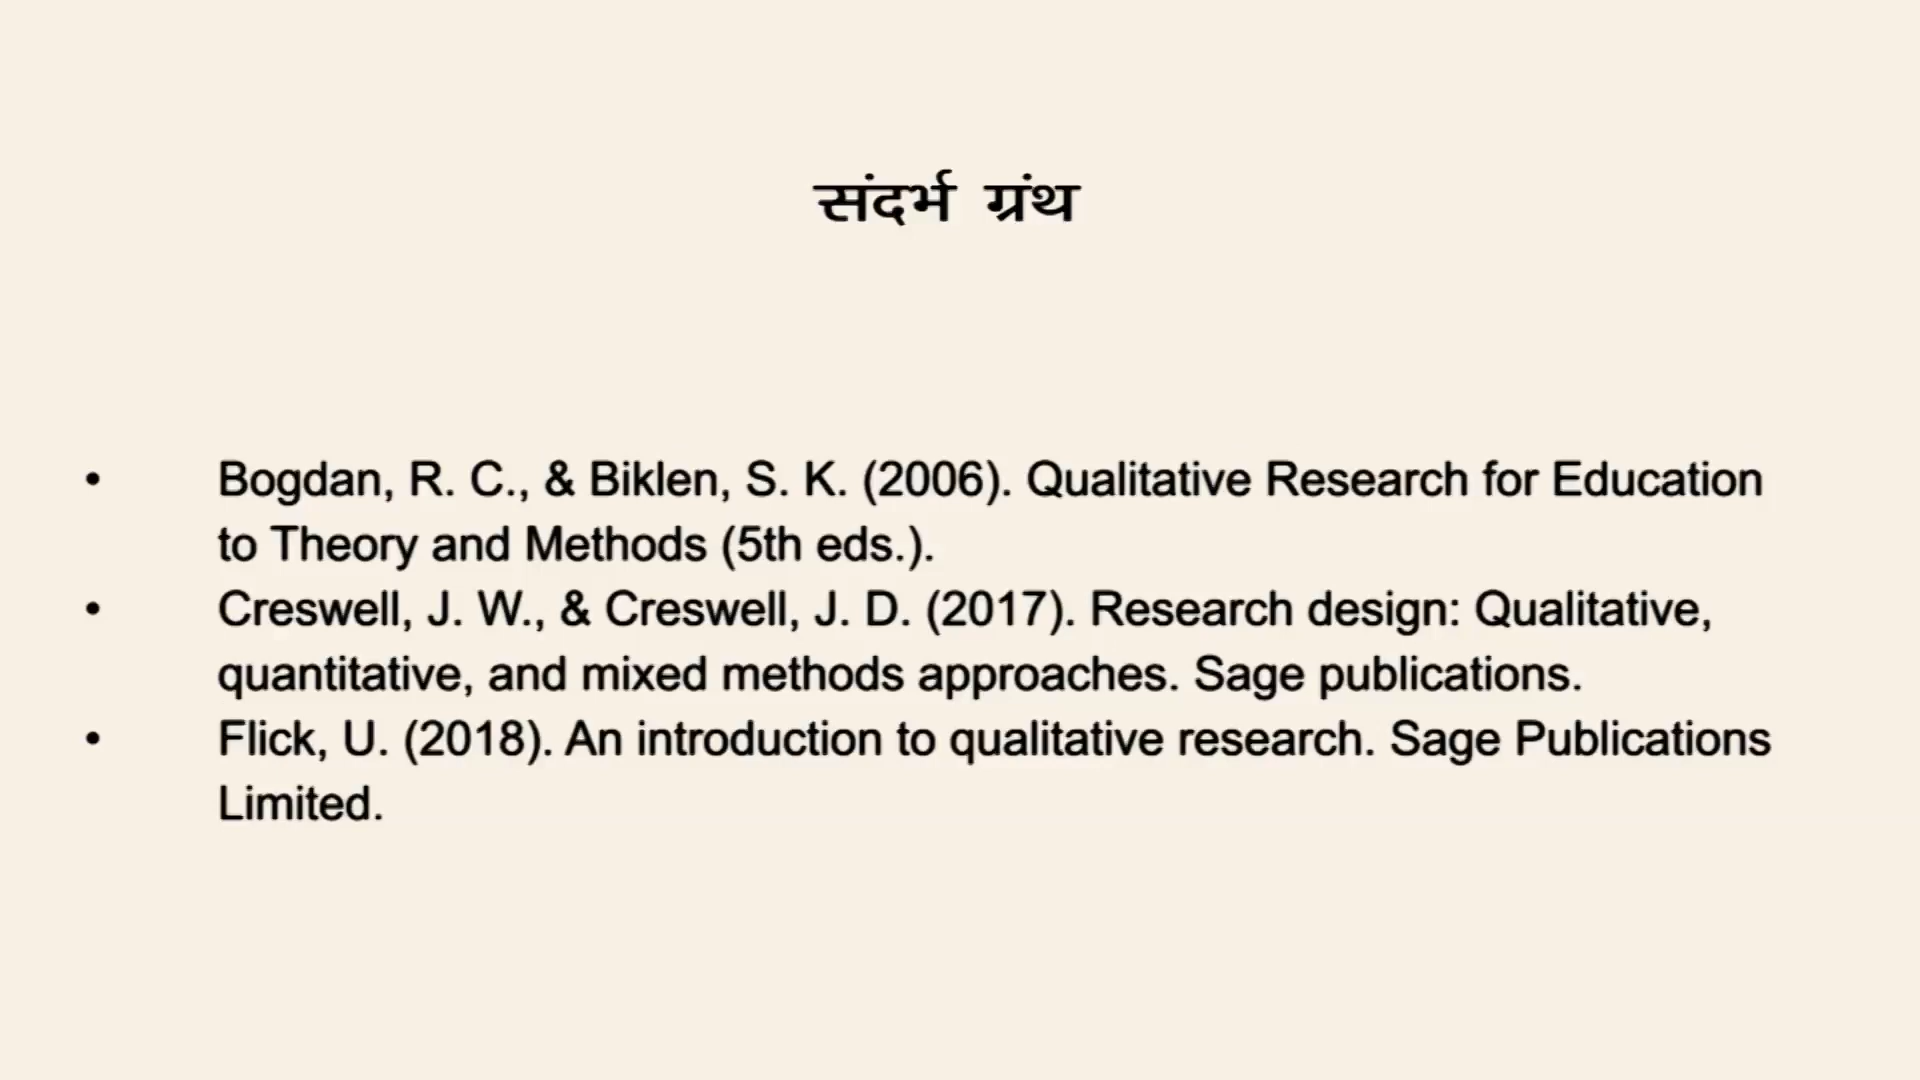 संदर्भ ग्रंथ
• Bogdan, R. C., & Biklen, S. K. (2006). Qualitative Research for Education
to Theory and Methods (5th eds.).
• Creswell, J. W., & Creswell, J. D. (2017). Research design: Qualitative,
quantitative, and mixed methods approaches. Sage publications.
• Flick, U. (2018). An introduction to qualitative research. Sage Publications
Limited.